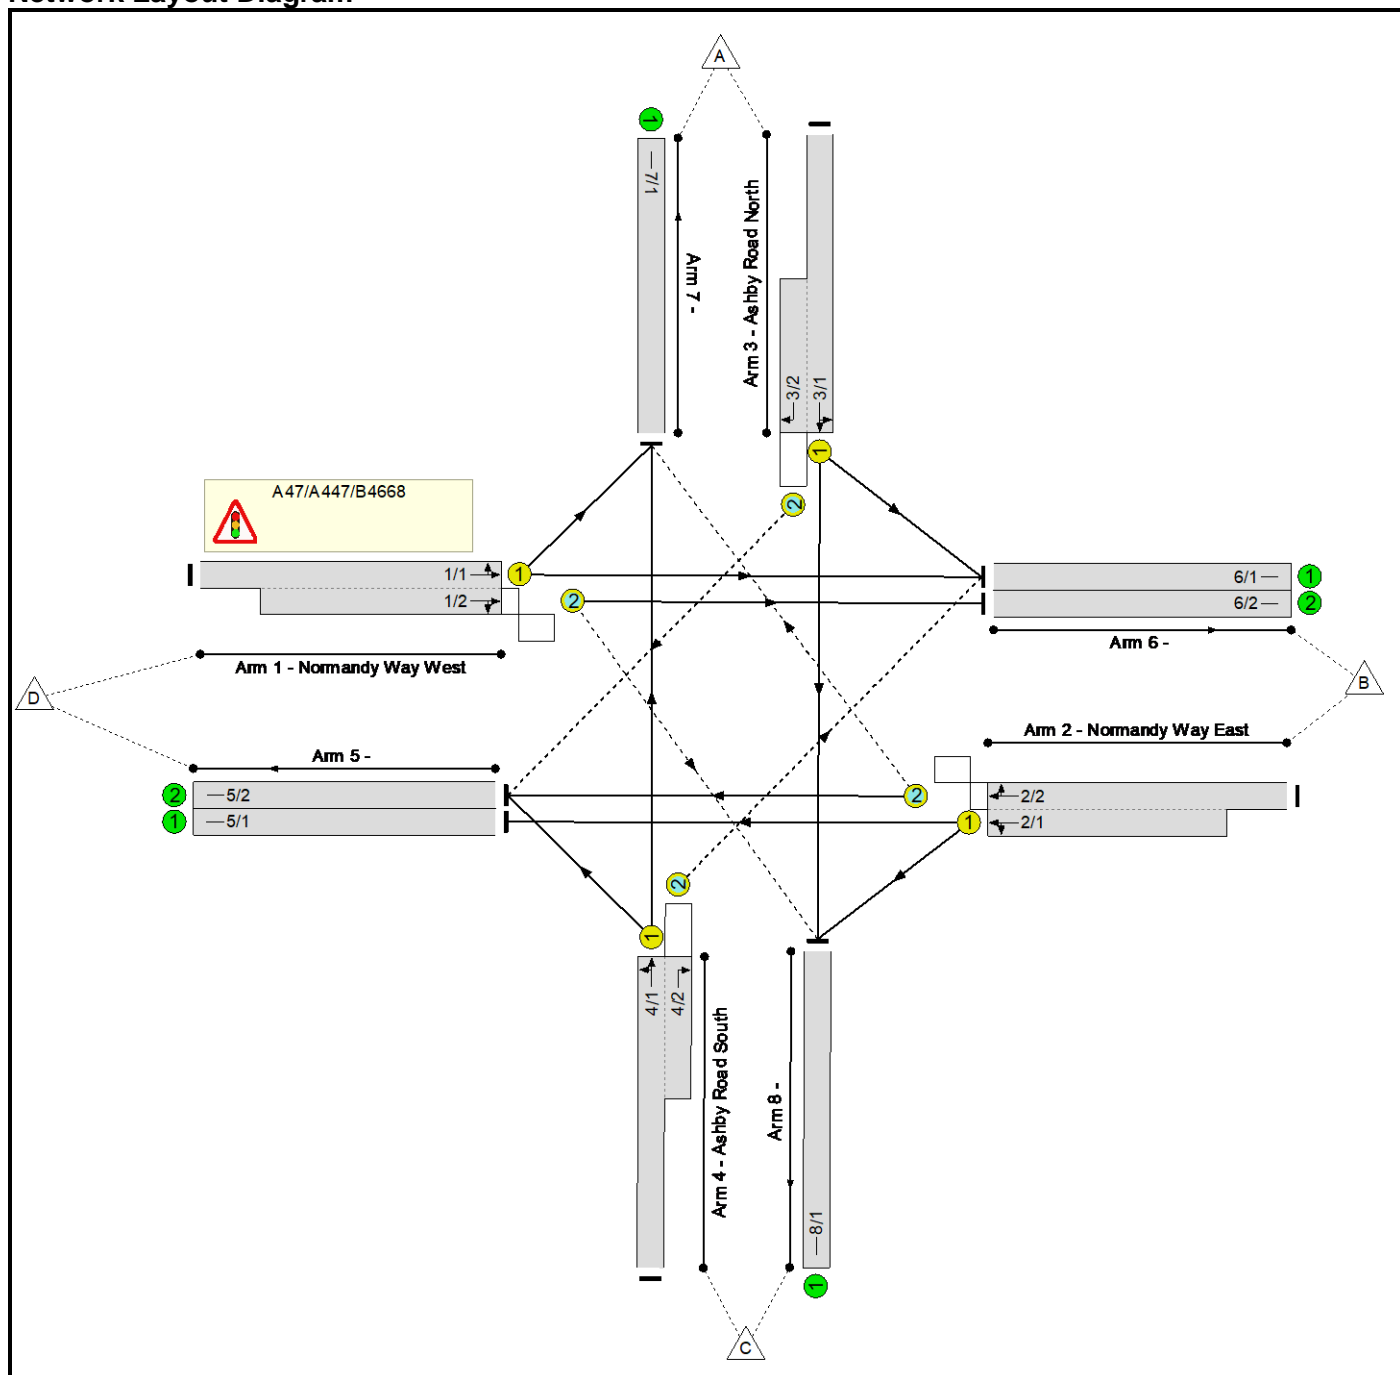 Network Layout Diagram
A
1
7/1
Arm 7 -
Arm 3 - Ashby Road North
3/2
3/1
1
2
A47/A447/B4668
1/1
1/2
1
2
6/1
6/2
1
2
Arm 6 -
Arm 1 - Normandy Way West
D
B
Arm 2 - Normandy Way East
Arm 5 -
2
1
5/2
5/1
2
1
2/2
2/1
2
1
4/1
4/2
Arm 4 - Ashby Road South
Arm 8 -
8/1
1
C